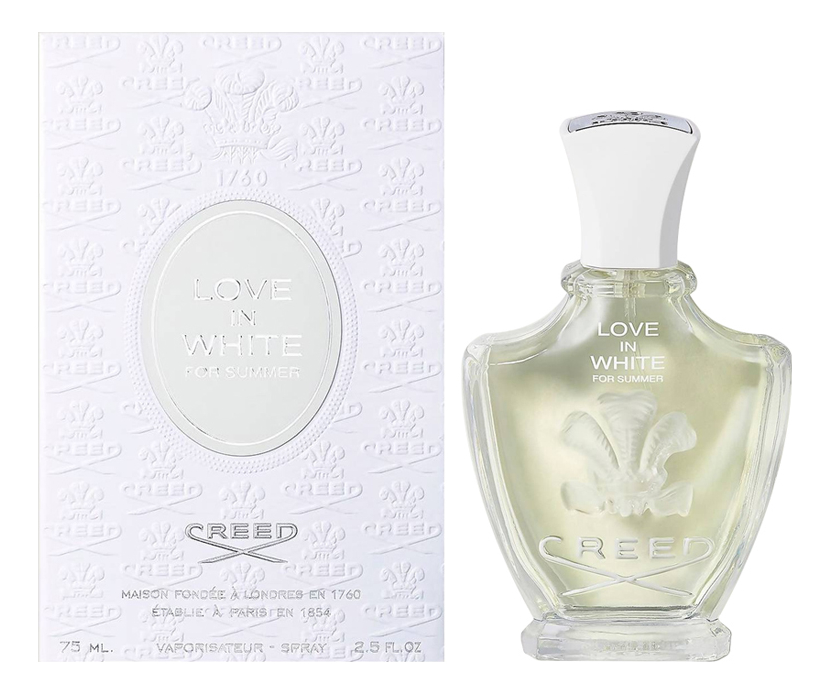 1760
LOVE
IN
WHITE
FOR SUMMER
CREED
MAISON FONDÉE À LONDRES EN 1760
ÉTABLIE À PARIS EN 1854
75 ML. VAPORISATEUR - SPRAY 2.5 FL.OZ
LOVE
IN
WHITE
FOR SUMMER
CREED